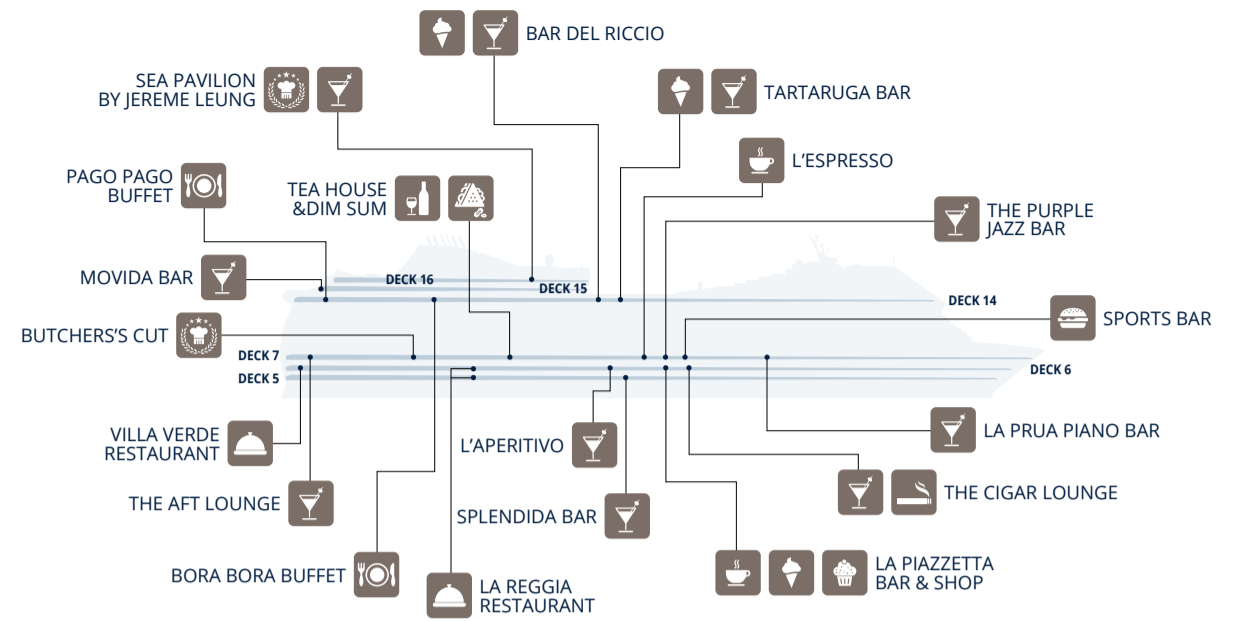 BAR DEL RICCIO
SEA PAVILION
BY JEREME LEUNG
TARTARUGA BAR
L'ESPRESSO
PAGO PAGO
BUFFET
TEA HOUSE
&DIM SUM
THE PURPLE
JAZZ BAR
MOVIDA BAR
DECK 16
DECK 15
DECK 14
SPORTS BAR
BUTCHERS'S CUT
DECK 7
DECK 6
DECK 5
VILLA VERDE
RESTAURANT
L'APERITIVO
LA PRUA PIANO BAR
THE AFT LOUNGE
THE CIGAR LOUNGE
SPLENDIDA BAR
BORA BORA BUFFET
LA REGGIA
RESTAURANT
LA PIAZZETTA
BAR & SHOP